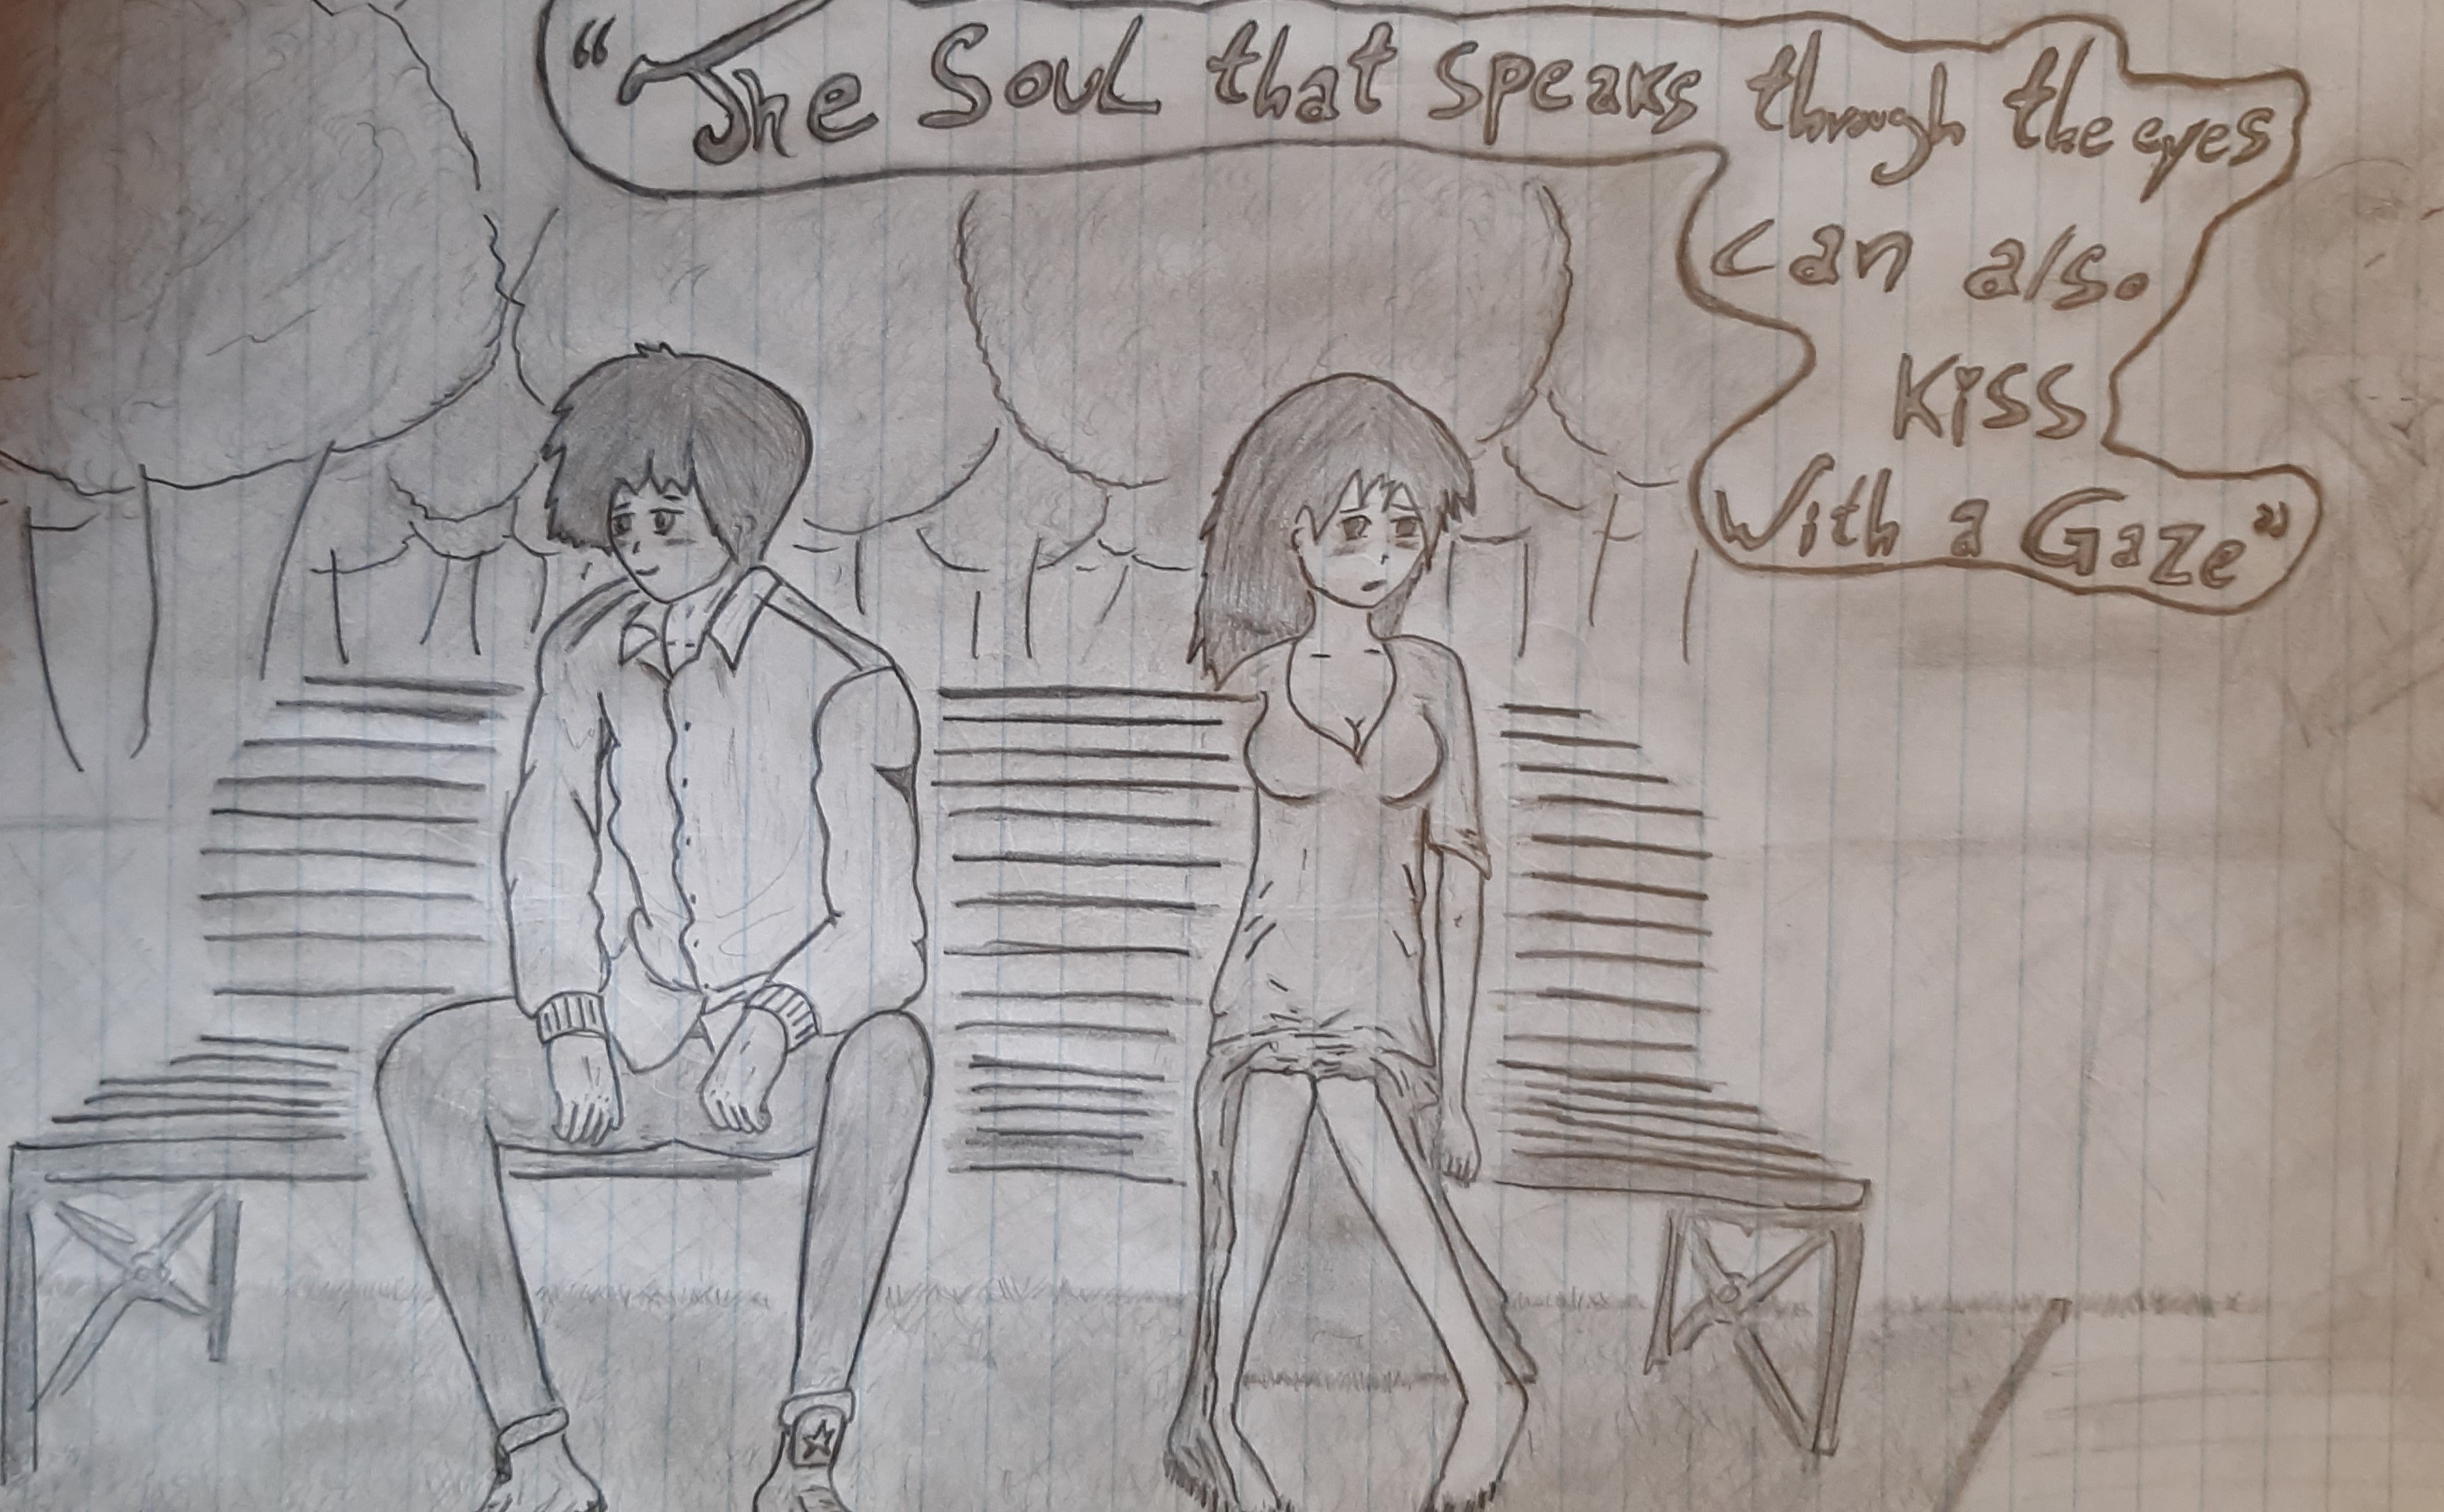 “The Soul that speaks through the eyes
can also
Kiss
With a Gaze”